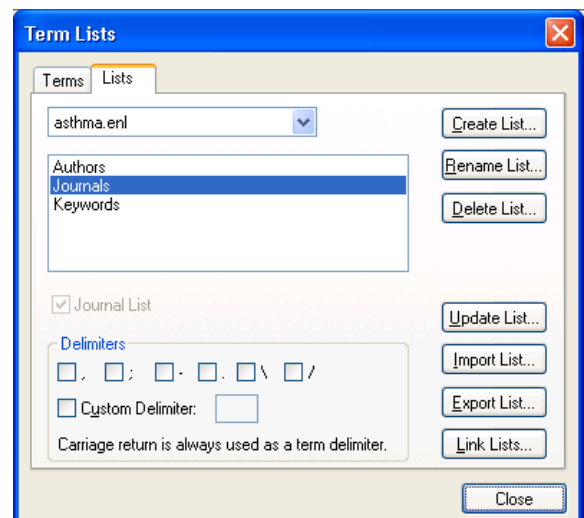 Term Lists
Terms Lists
asthma.enl
Create List...
Authors
Journals
Keywords
Rename List...
Delete List...
Journal List
Update List...
Delimiters
, ; - . \ /
Import List...
Custom Delimiter:
Export List...
Carriage return is always used as a term delimiter.
Link Lists...
Close